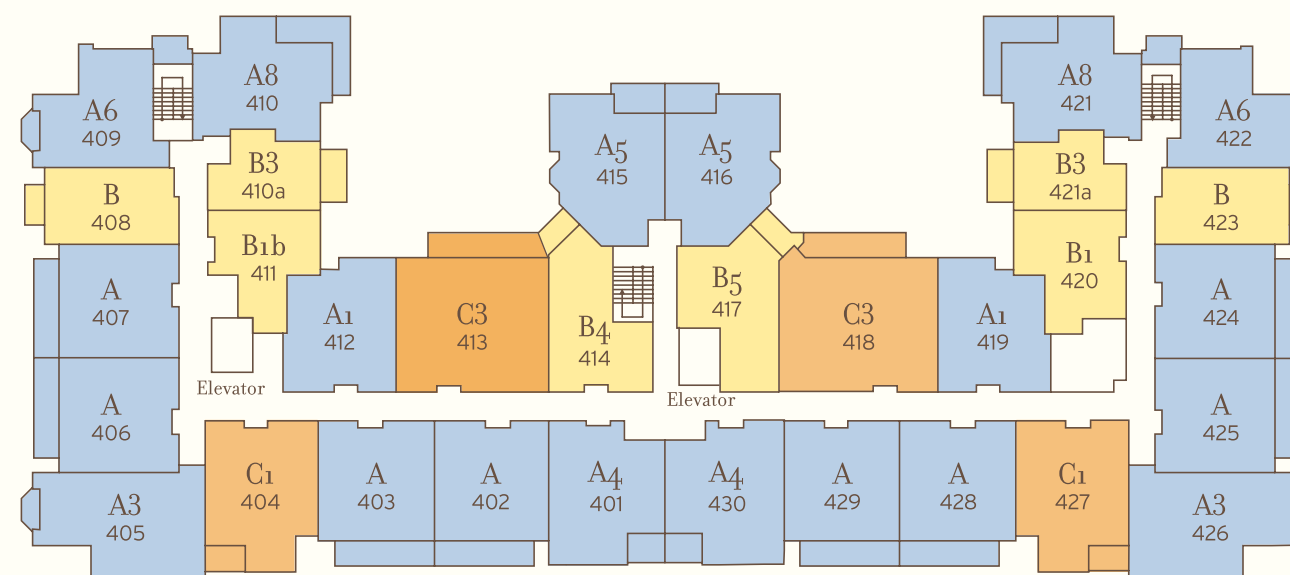 A8
410
A8
421
A6
409
A6
422
A5
415
A5
416
B3
410a
B3
421a
B
408
B
423
B1b
411
B1
420
A
407
A
424
B5
417
A1
412
C3
413
B4
414
C3
418
A1
419
Elevator
Elevator
A
406
A
425
C1
404
A
403
A
402
A4
401
A4
430
A
429
A
428
C1
427
A3
405
A3
426